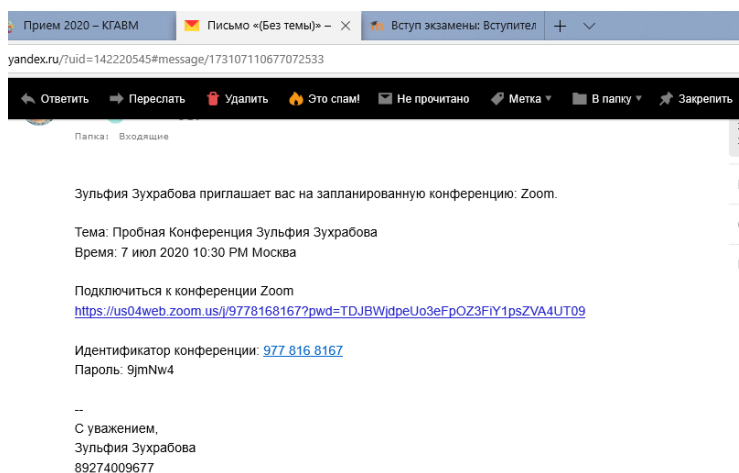 Прием 2020 – КГАВМ
Письмо «(Без темы)» –
Вступ экзамены: Вступител
yandex.ru/?uid=142220545#message/173107110677072533
Ответить Переслать Удалить Это спам! Не прочитано Метка В папку Закрепить
Папка: Входящие
Зульфия Зухрабова приглашает вас на запланированную конференцию: Zoom.
Тема: Пробная Конференция Зульфия Зухрабова
Время: 7 июл 2020 10:30 PM Москва
Подключиться к конференции Zoom
https://us04web.zoom.us/j/9778168167?pwd=TDJBWjdpeUo3eFpOZ3FiY1psZVA4UT09
Идентификатор конференции: 977 816 8167
Пароль: 9jmNw4
--
С уважением,
Зульфия Зухрабова
89274009677